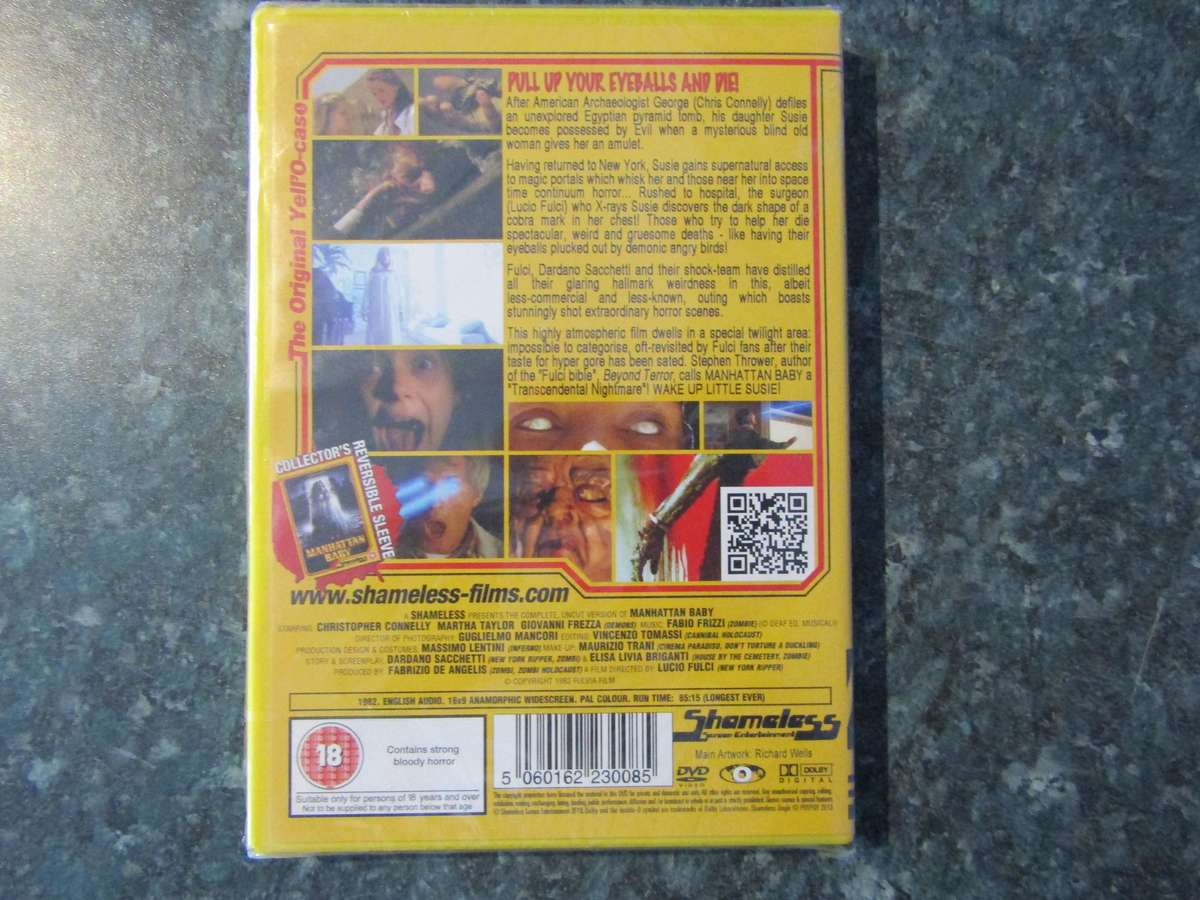 The Original Yell'O-case
PULL UP YOUR EYEBALLS AND DIE!
After American Archaeologist George (Chris Connelly) defiles
an unexplored Egyptian pyramid tomb, his daughter Susie
becomes possessed by Evil when a mysterious blind old
woman gives her an amulet.
Having returned to New York, Susie gains supernatural access
to magic portals which whisk her and those near her into space
time continuum horror... Rushed to hospital, the surgeon
(Lucio Fulci) who X-rays Susie discovers the dark shape of a
cobra mark in her chest! Those who try to help her die
spectacular, weird and gruesome deaths - like having their
eyeballs plucked out by demonic angry birds!
Fulci, Dardano Sacchetti and their shock-team have distilled
all their glaring hallmark weirdness in this, albeit
less-commercial and less-known, outing which boasts
stunningly shot extraordinary horror scenes.
This highly atmospheric film dwells in a special twilight area:
impossible to categorise, oft-revisited by Fulci fans after their
taste for hyper gore has been sated. Stephen Thrower, author
of the "Fulci bible", Beyond Terror, calls MANHATTAN BABY a
"Transcendental Nightmare"! WAKE UP LITTLE SUSIE!
COLLECTOR'S
REVERSIBLE SLEEVE
MANHATTAN
BABY
www.shameless-films.com
A SHAMELESS PRESENTS THE COMPLETE, UNCUT VERSION OF MANHATTAN BABY
STARRING CHRISTOPHER CONNELLY MARTHA TAYLOR GIOVANNI FREZZA (DEMONS) MUSIC FABIO FRIZZI (ZOMBIE)
DIRECTOR OF PHOTOGRAPHY GUGLIELMO MANCORI EDITING VINCENZO TOMASSI (CANNIBAL HOLOCAUST)
PRODUCTION DESIGN & COSTUMES MASSIMO LENTINI (INFERNO) MAKE-UP: MAURIZIO TRANI (CINEMA PARADISO, DON'T TORTURE A DUCKLING)
STORY & SCREENPLAY DARDANO SACCHETTI (NEW YORK RIPPER, ZOMBI) & ELISA LIVIA BRIGANTI (HOUSE BY THE CEMETERY, ZOMBIE)
PRODUCED BY FABRIZIO DE ANGELIS (ZOMBI, ZOMBI HOLOCAUST) A FILM DIRECTED BY LUCIO FULCI (NEW YORK RIPPER)
© COPYRIGHT 1982 FULVIA FILM
1982. ENGLISH AUDIO. 16x9 ANAMORPHIC WIDESCREEN. PAL COLOUR. RUN TIME: 85:15 (LONGEST EVER)
18
Contains strong
bloody horror
Suitable only for persons of 18 years and over
Not to be supplied to any person below that age
5 060162 230085
Shameless
Screen Entertainment
Main Artwork: Richard Wells
DVD
VIDEO
0
DOLBY
DIGITAL